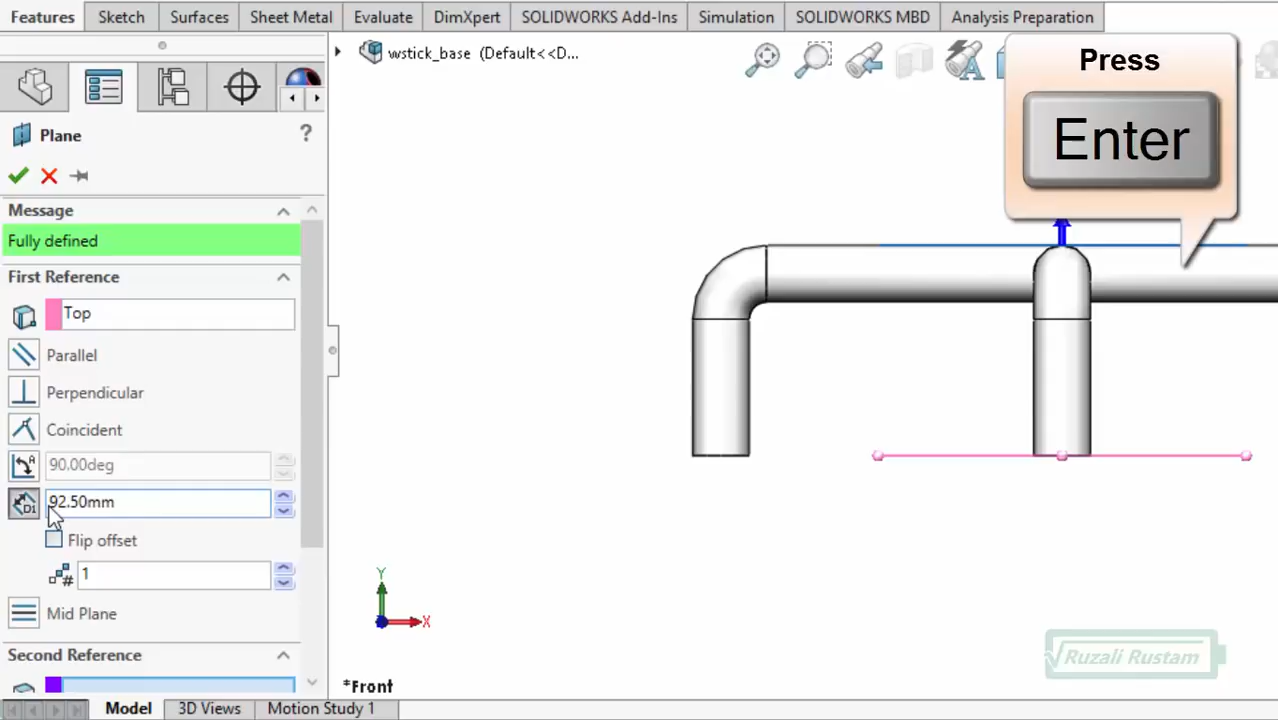 Features Sketch Surfaces Sheet Metal Evaluate DimXpert SOLIDWORKS Add-Ins Simulation SOLIDWORKS MBD Analysis Preparation
wstick_base (Default<<D...
Press
Enter
Plane ?
Message
Fully defined
First Reference
Top
Parallel
Perpendicular
Coincident
90.00deg
92.50mm
Flip offset
1
Mid Plane
Second Reference
Y
X
Ruzali Rustam
*Front
Model 3D Views Motion Study 1